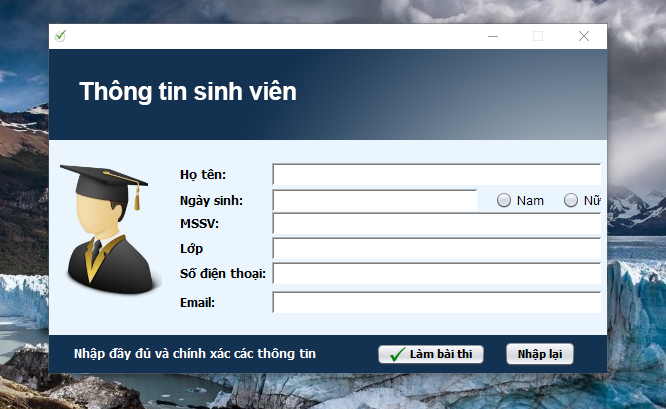 Thông tin sinh viên
Họ tên:
Ngày sinh: Nam Nữ
MSSV:
Lớp
Số điện thoại:
Email:
Nhập đầy đủ và chính xác các thông tin Làm bài thi Nhập lại